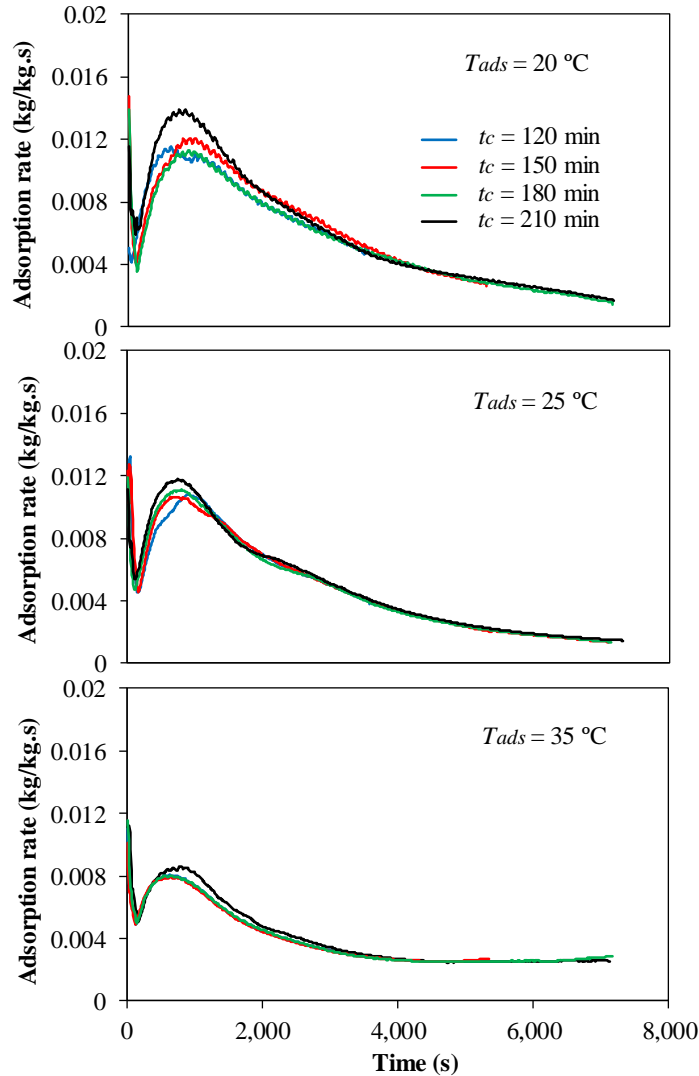 0.02
0.016
0.012
0.008
0.004
0
Adsorption rate (kg/kg.s)
Tads = 20 ºC
tc = 120 min
tc = 150 min
tc = 180 min
tc = 210 min
0.02
0.016
0.012
0.008
0.004
0
Adsorption rate (kg/kg.s)
Tads = 25 ºC
0.02
0.016
0.012
0.008
0.004
0
Adsorption rate (kg/kg.s)
Tads = 35 ºC
0 2,000 4,000 6,000 8,000
Time (s)